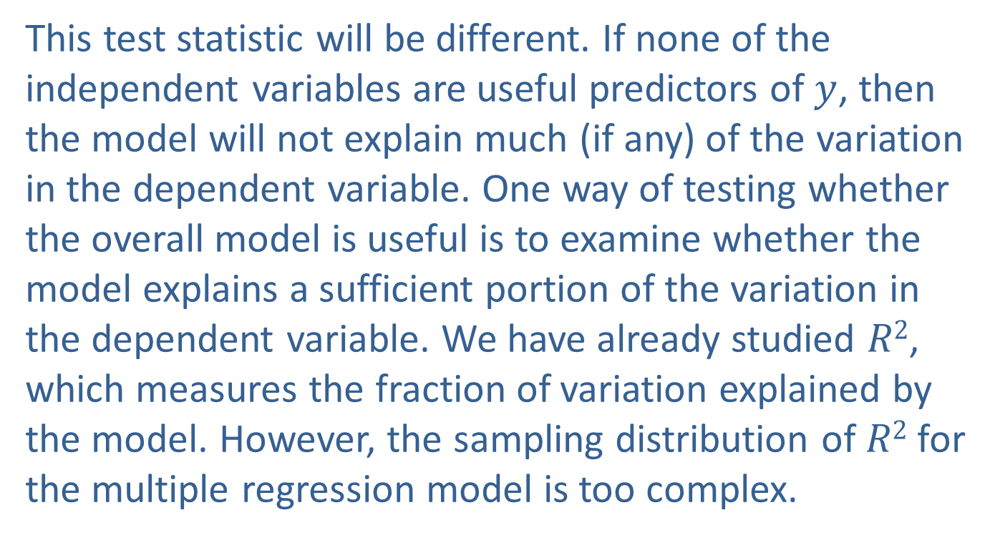 This test statistic will be different. If none of the
independent variables are useful predictors of y, then
the model will not explain much (if any) of the variation
in the dependent variable. One way of testing whether
the overall model is useful is to examine whether the
model explains a sufficient portion of the variation in
the dependent variable. We have already studied R²,
which measures the fraction of variation explained by
the model. However, the sampling distribution of R² for
the multiple regression model is too complex.